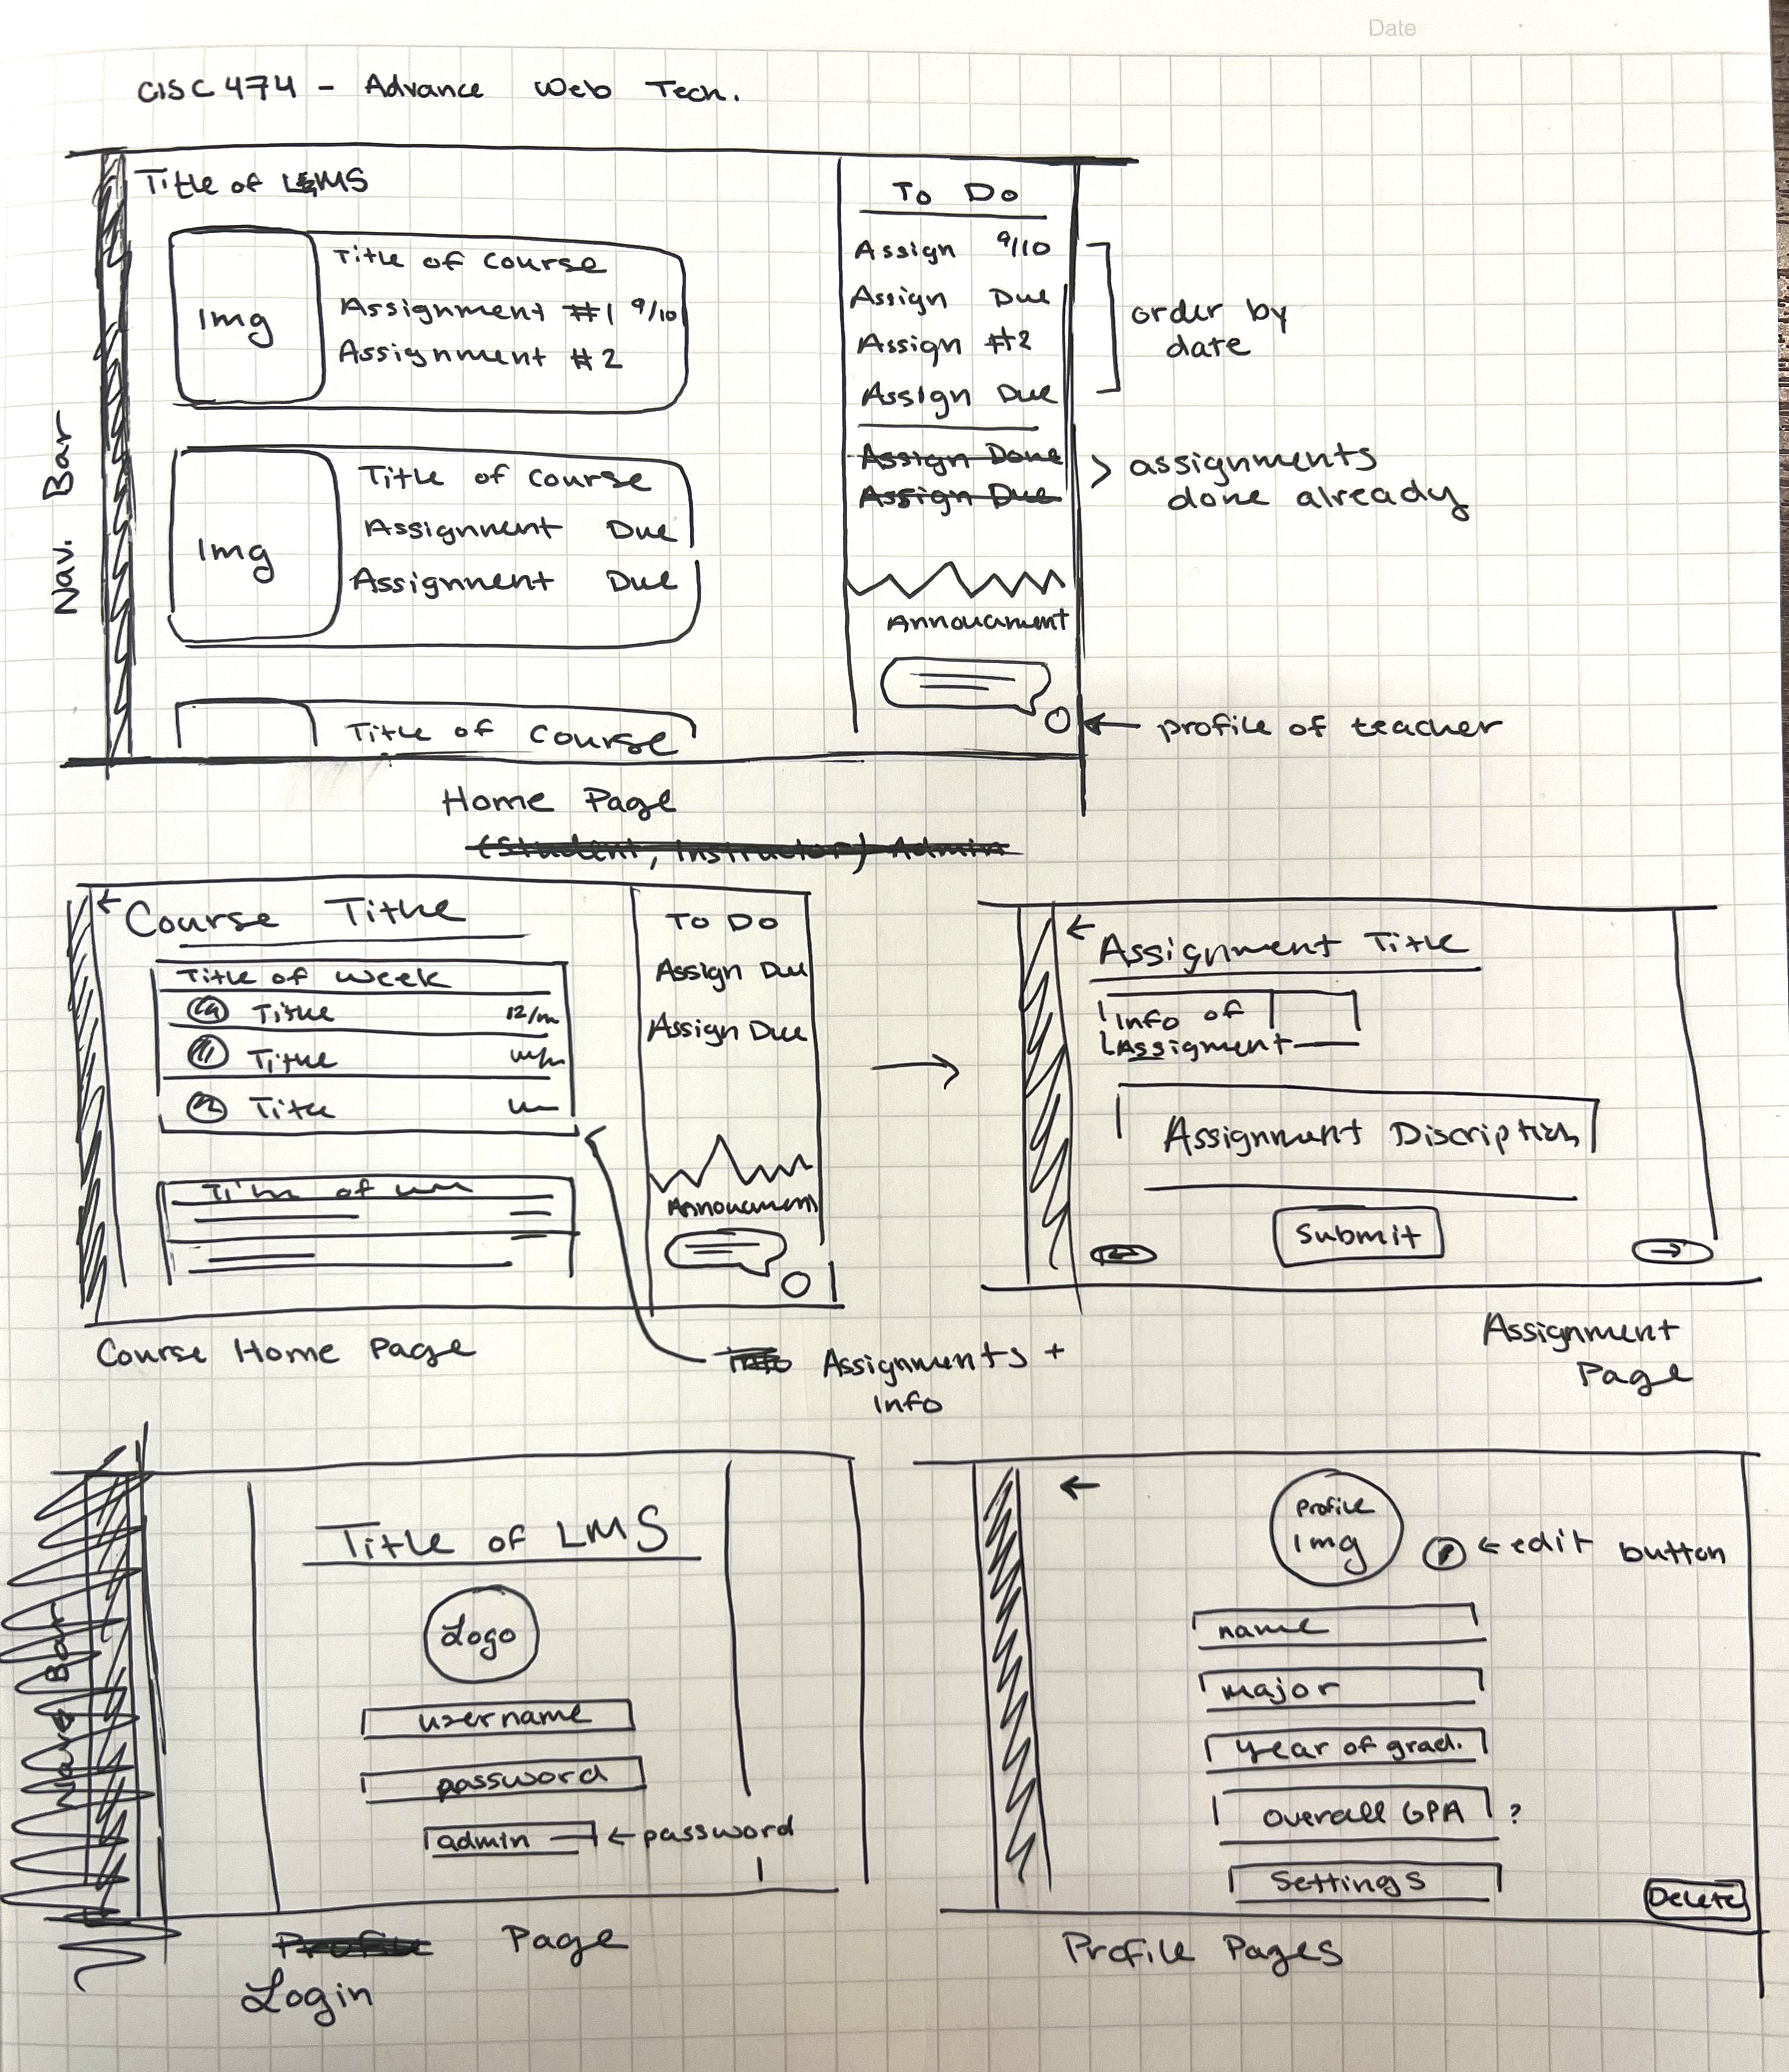 Date
CISC 474 - Advance Web Tech.
Title of LMS
Img
Title of Course
Assignment #1 9/10
Assignment #2
Img
Title of Course
Assignment Due
Assignment Due
Title of Course
Nav. Bar
To Do
Assign 9/10
Assign Due
Assign #2
Assign Due
Assign Done
Assign Due
order by
date
> assignments
done already
Annoucament
← profile of teacher
Home Page
(Student, Instructor) Admin
← Course Title
Title of week
Title 12/m
Title
Title
To Do
Assign Due
Assign Due
Annoucament
Course Home Page
Info Assignments +
Info
→
← Assignment Title
Info of
Assigment
Assignment Discription
Submit
← →
Assignment
Page
Bar
Title of LMS
Logo
username
password
admin ← password
Profile Page
Login
←
Profile
Img
← edit button
name
major
year of grad.
overall GPA ?
Settings
Delete
Profile Pages